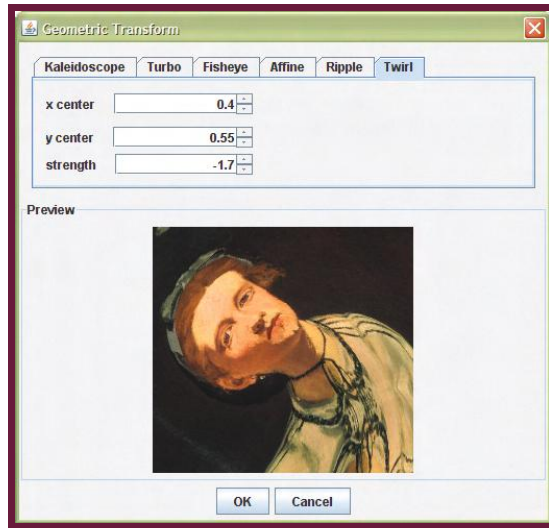 Geometric Transform
Kaleidoscope Turbo Fisheye Affine Ripple Twirl
x center 0.4
y center 0.55
strength -1.7
Preview
OK Cancel